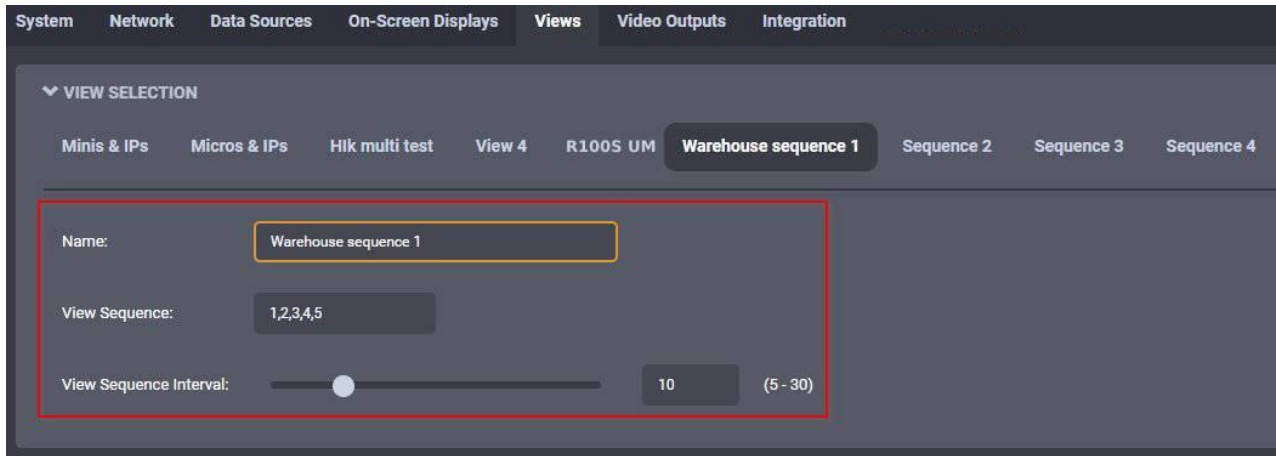 System Network Data Sources On-Screen Displays Views Video Outputs Integration
VIEW SELECTION
Minis & IPs Micros & IPs HIk multi test View 4 R100S UM Warehouse sequence 1 Sequence 2 Sequence 3 Sequence 4
Name: Warehouse sequence 1
View Sequence: 1,2,3,4,5
View Sequence Interval: 10 (5 - 30)